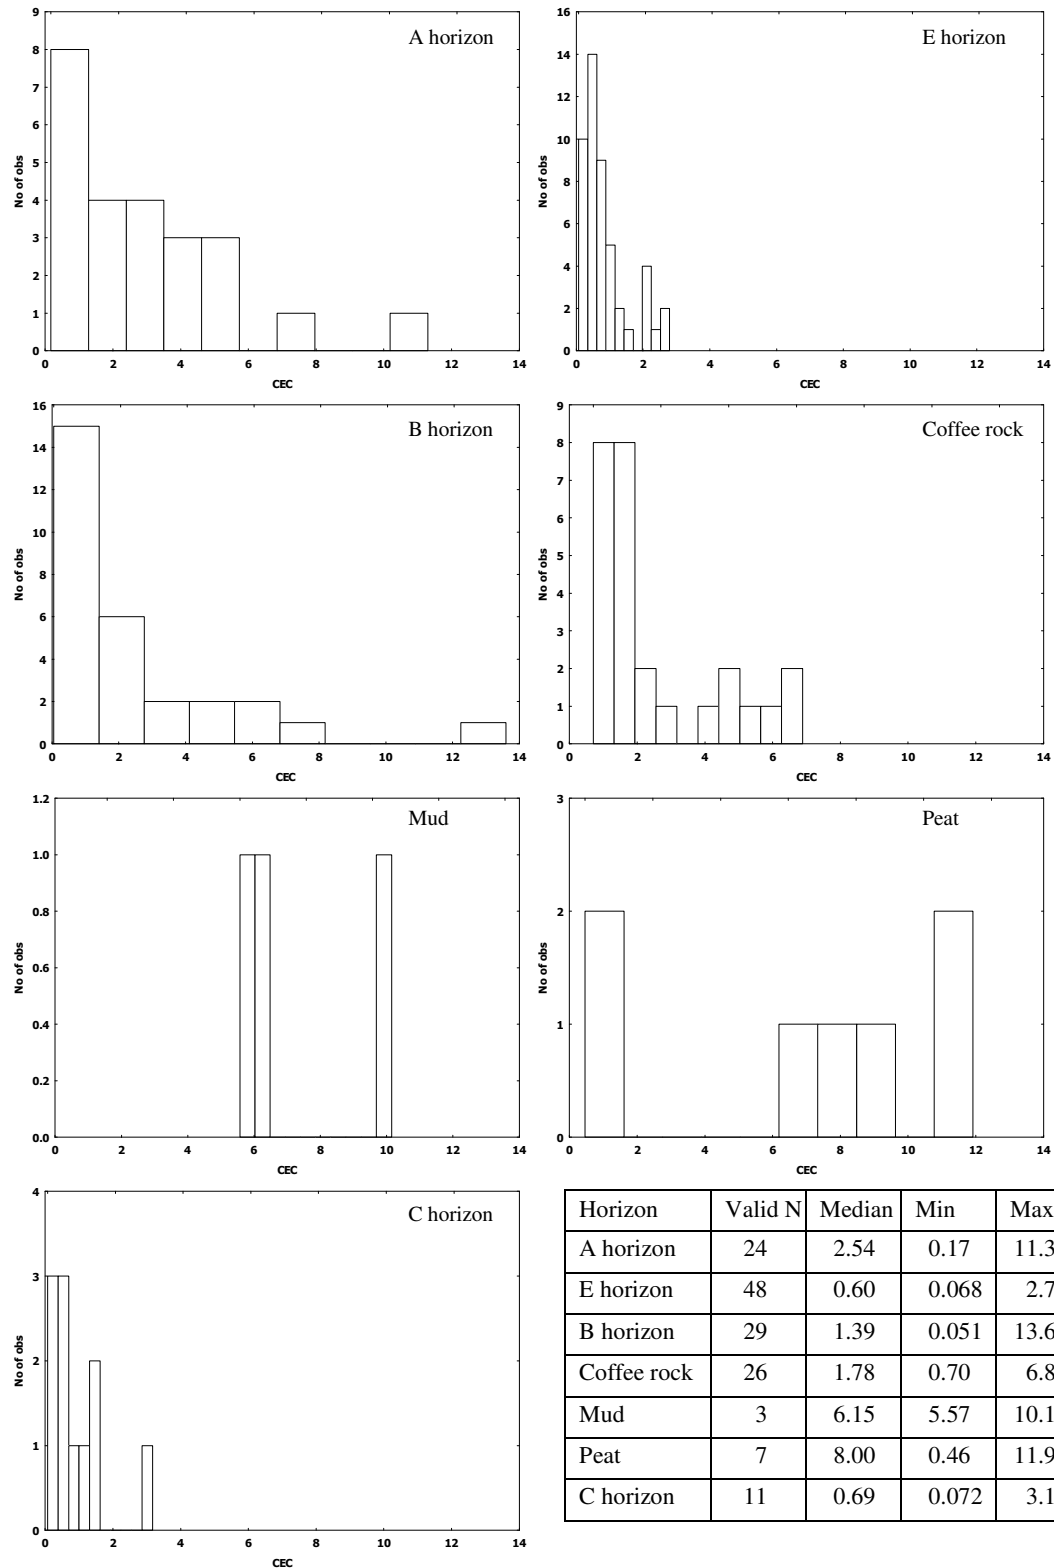 A horizon
9
8
7
6
5
4
3
2
1
0
No of obs
0 2 4 6 8 10 12 14
CEC
E horizon
16
14
12
10
8
6
4
2
0
No of obs
0 2 4 6 8 10 12 14
CEC
B horizon
16
14
12
10
8
6
4
2
0
No of obs
0 2 4 6 8 10 12 14
CEC
Coffee rock
9
8
7
6
5
4
3
2
1
0
No of obs
0 2 4 6 8 10 12 14
CEC
Mud
1.2
1.0
0.8
0.6
0.4
0.2
0.0
No of obs
0 2 4 6 8 10 12 14
CEC
Peat
3
2
1
0
No of obs
0 2 4 6 8 10 12 14
CEC
C horizon
4
3
2
1
0
No of obs
0 2 4 6 8 10 12 14
CEC
Horizon Valid N Median Min Max
A horizon 24 2.54 0.17 11.3
E horizon 48 0.60 0.068 2.7
B horizon 29 1.39 0.051 13.6
Coffee rock 26 1.78 0.70 6.8
Mud 3 6.15 5.57 10.1
Peat 7 8.00 0.46 11.9
C horizon 11 0.69 0.072 3.1